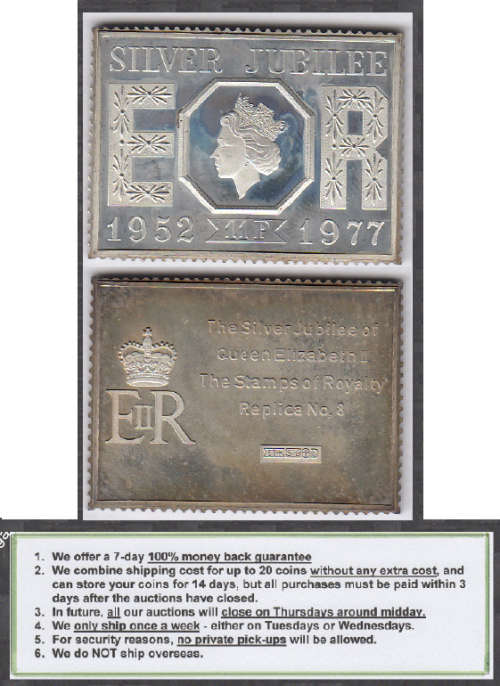 SILVER JUBILEE
E R
1952 11P 1977
The Silver Jubilee of
Queen Elizabeth II
The Stamps of Royalty
Replica No. 8
EIIR
1. We offer a 7-day 100% money back guarantee
2. We combine shipping cost for up to 20 coins without any extra cost, and
can store your coins for 14 days, but all purchases must be paid within 3
days after the auctions have closed.
3. In future, all our auctions will close on Thursdays around midday.
4. We only ship once a week - either on Tuesdays or Wednesdays.
5. For security reasons, no private pick-ups will be allowed.
6. We do NOT ship overseas.